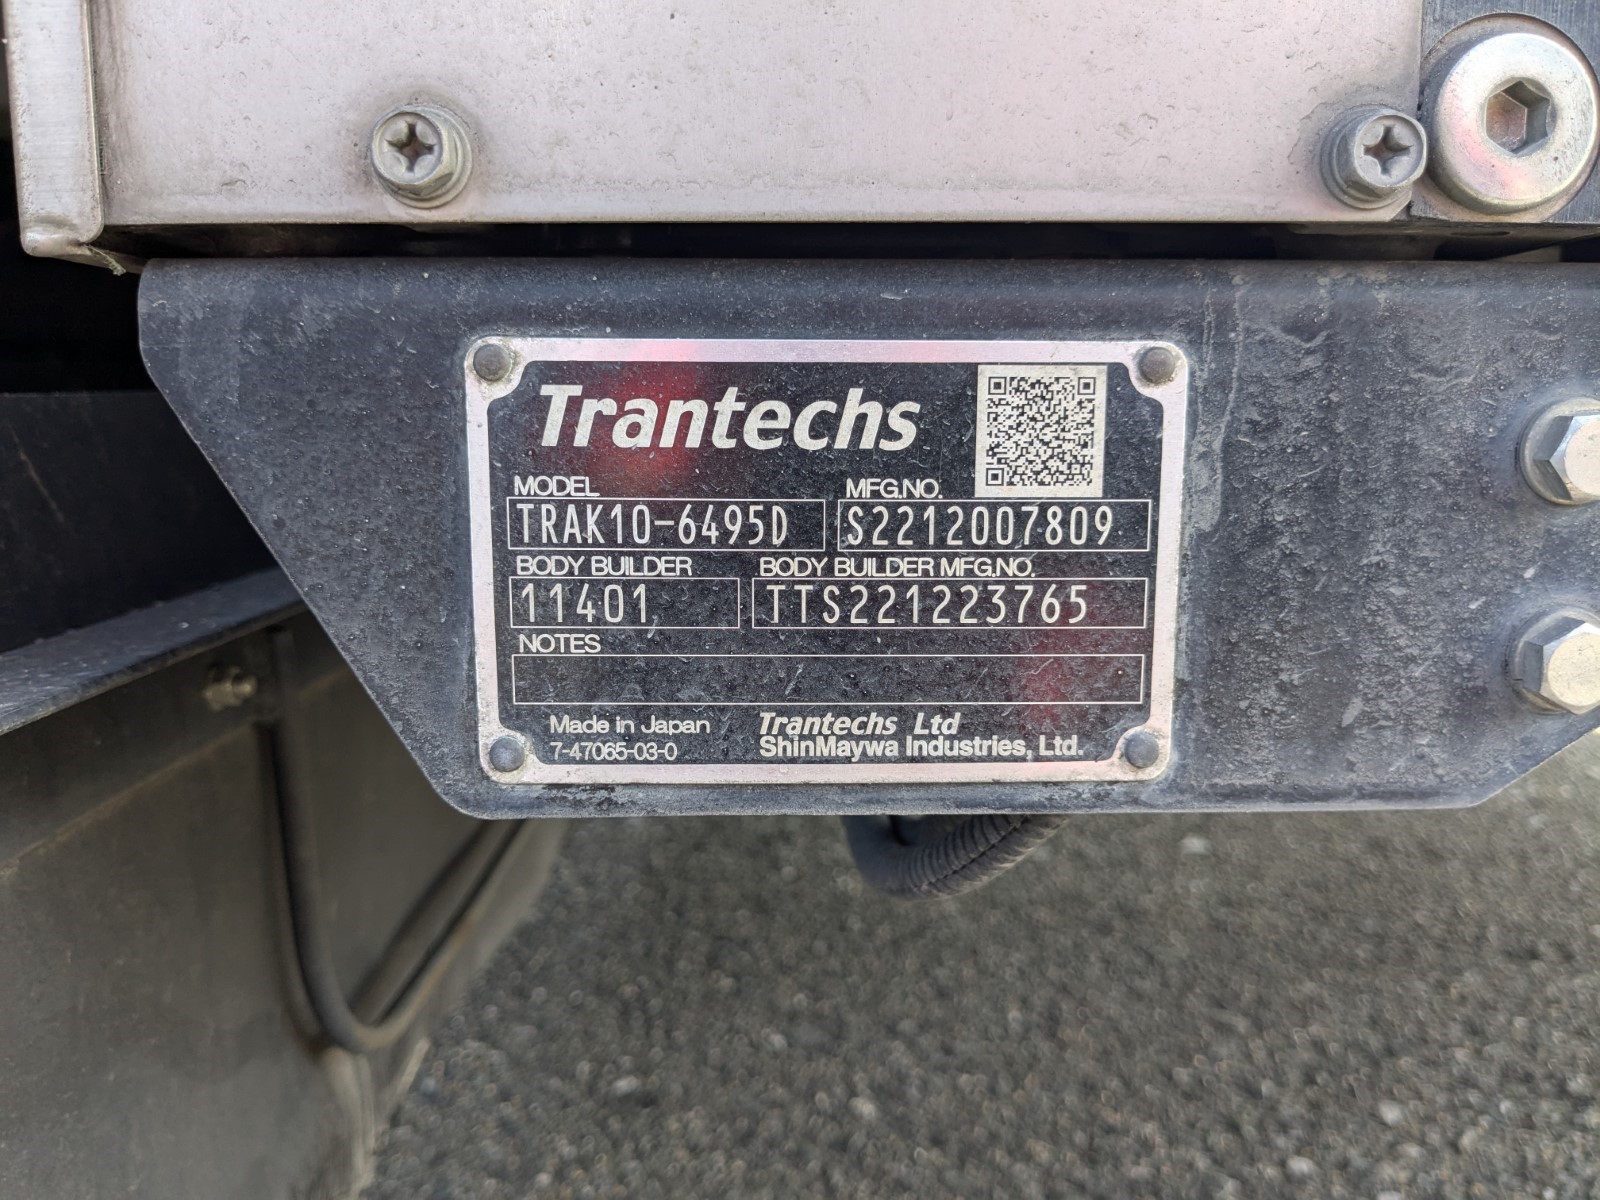 Trantechs
MODEL MFG.NO.
TRAK10-6495D S2212007809
BODY BUILDER BODY BUILDER MFG.NO.
11401 TTS221223765
NOTES
Made in Japan Trantechs Ltd
7-47065-03-0 ShinMaywa Industries, Ltd.